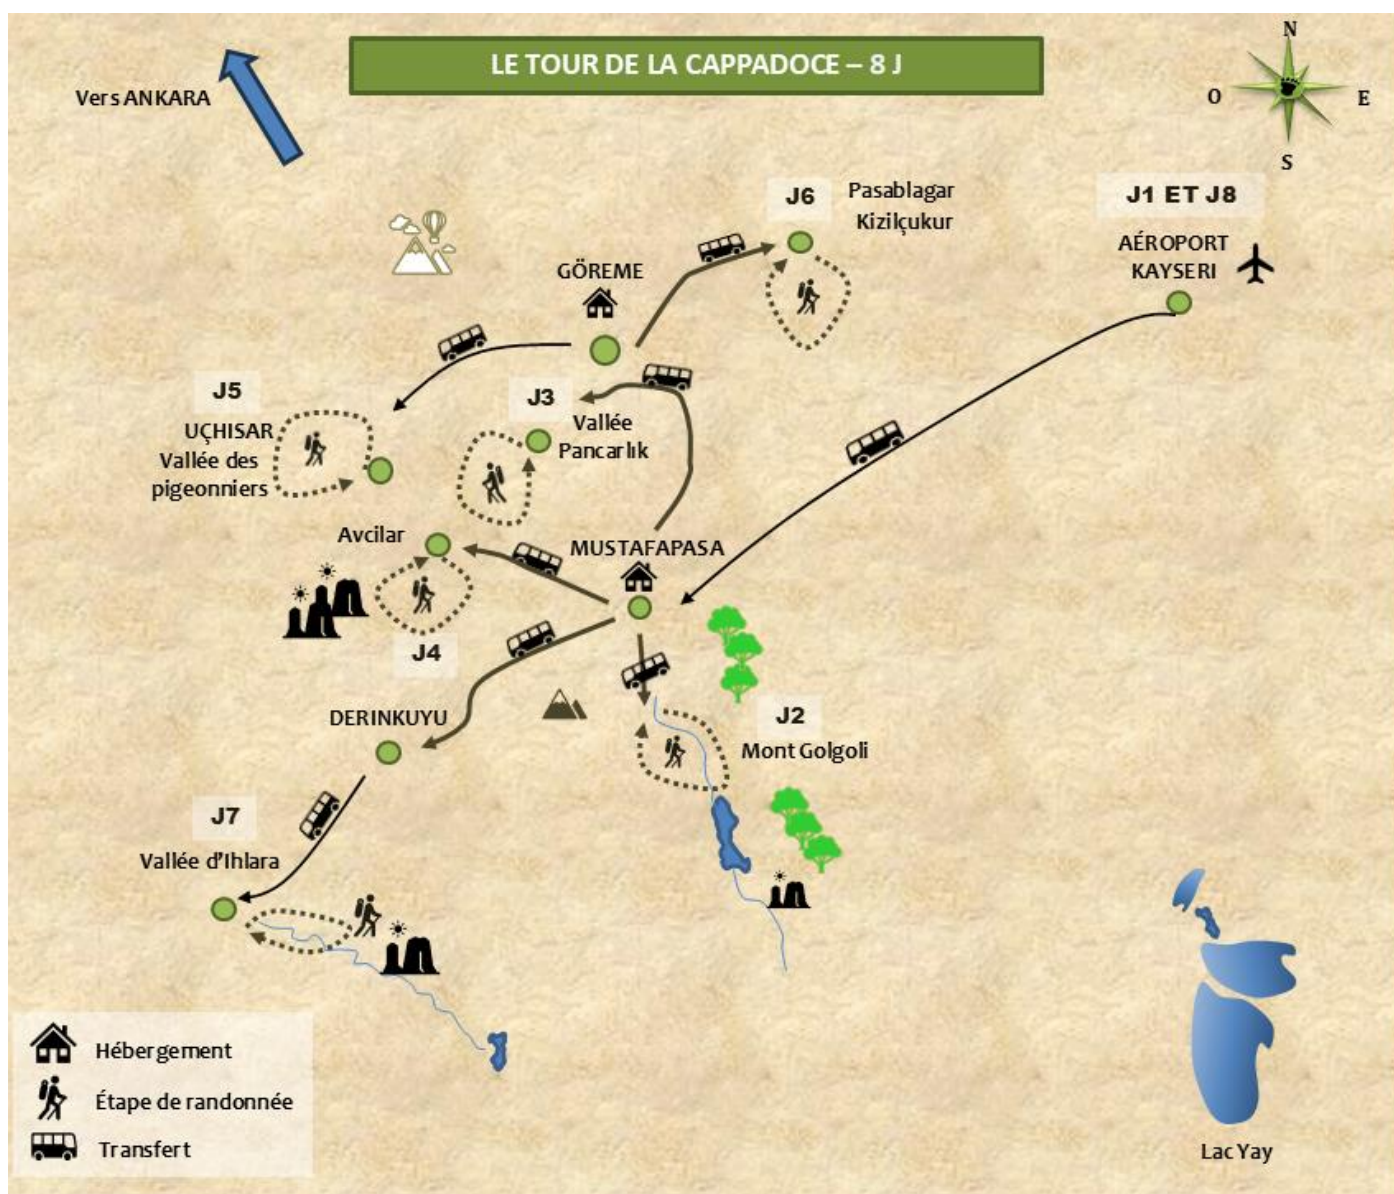 LE TOUR DE LA CAPPADOCE – 8 J
N
O
E
S
Vers ANKARA
J6
Pasablagar
Kizilçukur
J1 ET J8
AÉROPORT
KAYSERI
GÖREME
J5
UÇHISAR
Vallée des
pigeonniers
J3
Vallée
Pancarlık
Avcilar
MUSTAFAPASA
J4
J2
Mont Golgoli
DERINKUYU
J7
Vallée d'Ihlara
Hébergement
Étape de randonnée
Transfert
Lac Yay